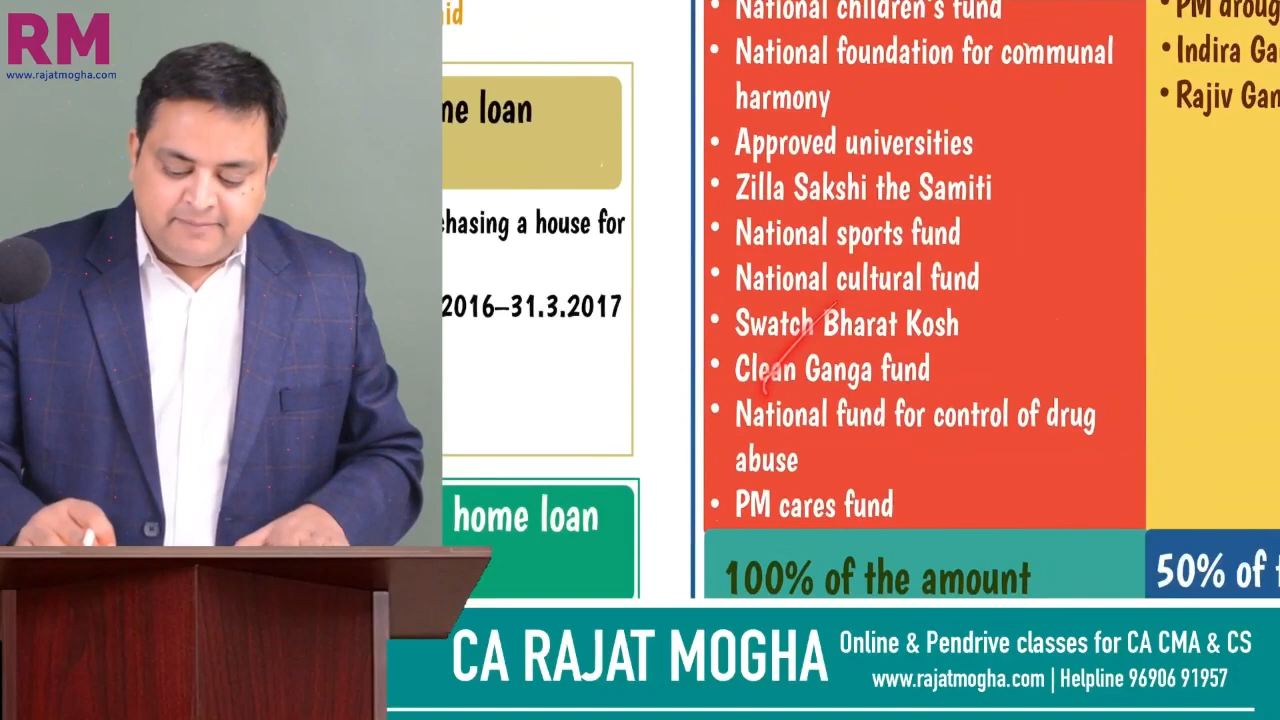 RM
www.rajatmogha.com
me loan
chasing a house for
2016–31.3.2017
home loan
National children's fund
• National foundation for communal
harmony
• Approved universities
• Zilla Sakshi the Samiti
• National sports fund
• National cultural fund
• Swatch Bharat Kosh
• Clean Ganga fund
• National fund for control of drug
abuse
• PM cares fund
100% of the amount
• PM droug
• Indira Ga
• Rajiv Gan
50% of t
CA RAJAT MOGHA
Online & Pendrive classes for CA CMA & CS
www.rajatmogha.com | Helpline 96906 91957